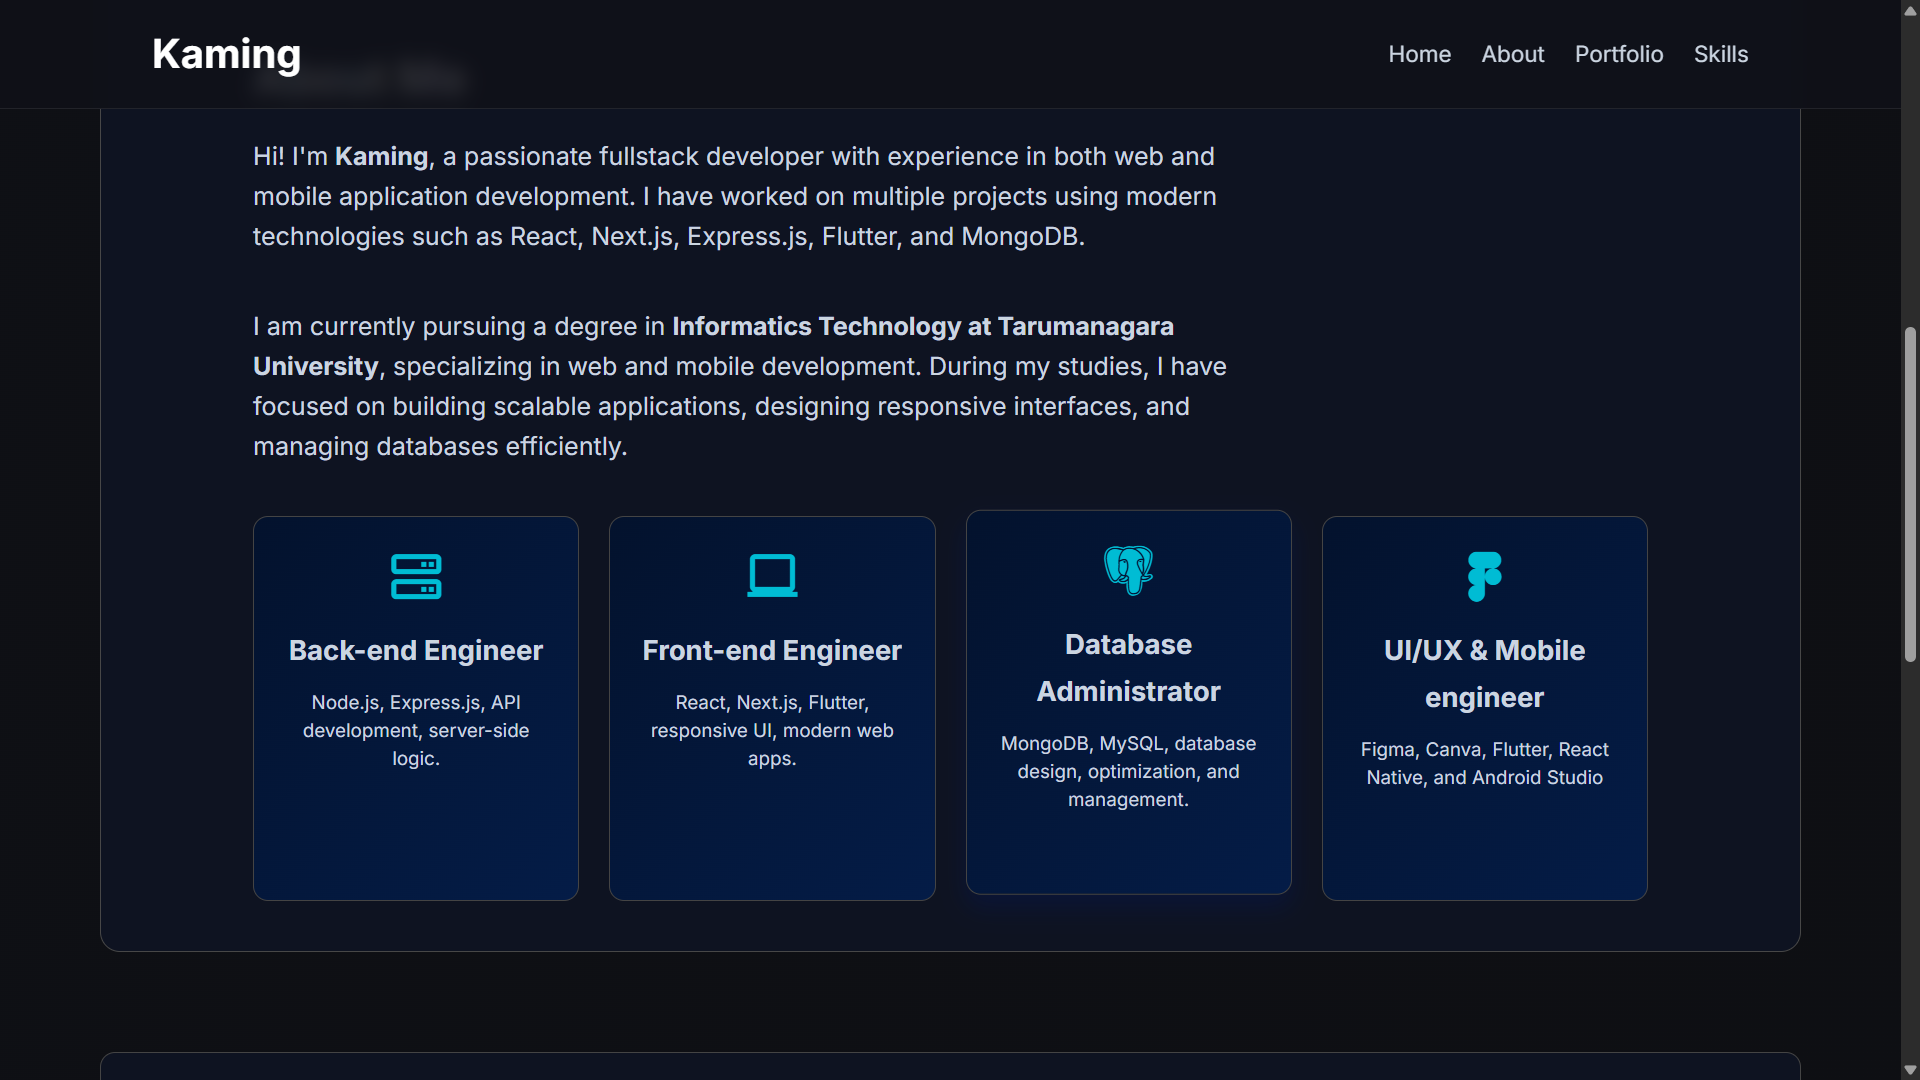 Kaming
Home About Portfolio Skills
About Me
Hi! I'm Kaming, a passionate fullstack developer with experience in both web and
mobile application development. I have worked on multiple projects using modern
technologies such as React, Next.js, Express.js, Flutter, and MongoDB.
I am currently pursuing a degree in Informatics Technology at Tarumanagara
University, specializing in web and mobile development. During my studies, I have
focused on building scalable applications, designing responsive interfaces, and
managing databases efficiently.
Back-end Engineer
Node.js, Express.js, API
development, server-side
logic.
Front-end Engineer
React, Next.js, Flutter,
responsive UI, modern web
apps.
Database
Administrator
MongoDB, MySQL, database
design, optimization, and
management.
UI/UX & Mobile
engineer
Figma, Canva, Flutter, React
Native, and Android Studio